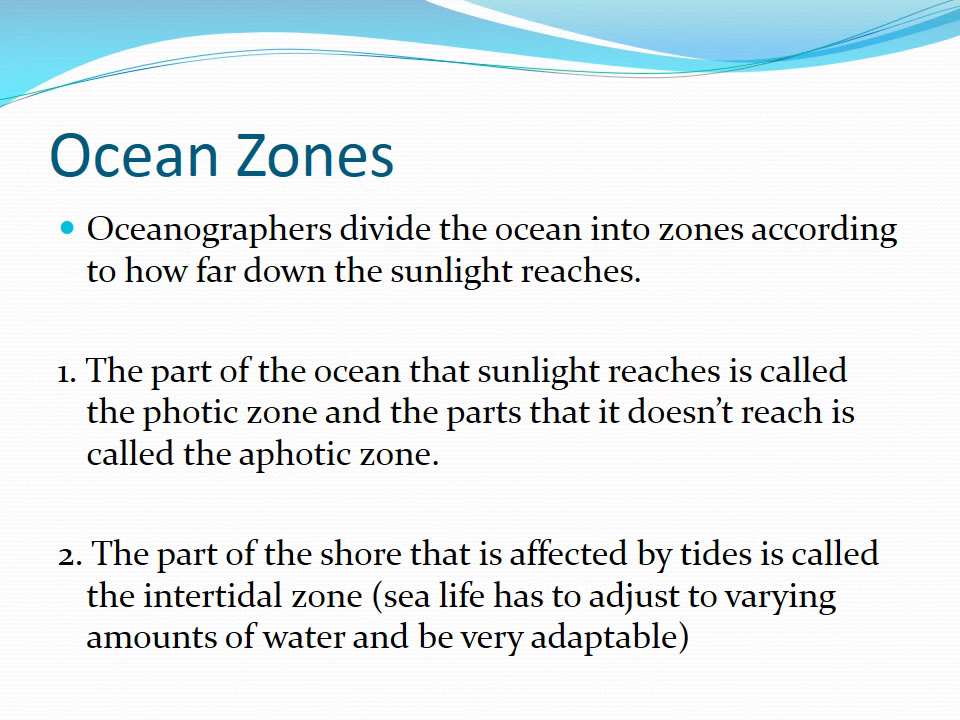 Ocean Zones
• Oceanographers divide the ocean into zones according
to how far down the sunlight reaches.
1. The part of the ocean that sunlight reaches is called
the photic zone and the parts that it doesn’t reach is
called the aphotic zone.
2. The part of the shore that is affected by tides is called
the intertidal zone (sea life has to adjust to varying
amounts of water and be very adaptable)